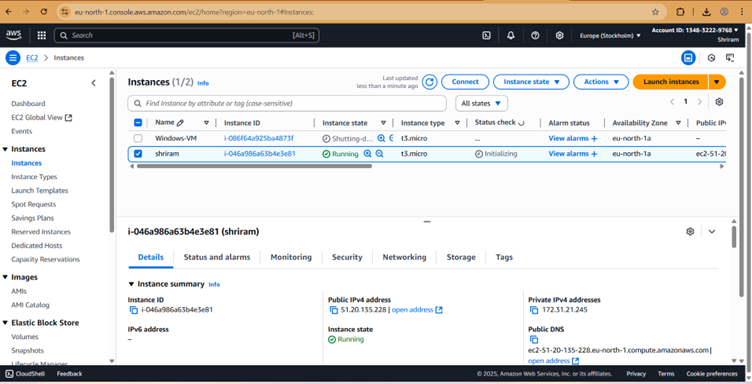 eu-north-1.console.aws.amazon.com/ec2/home?region=eu-north-1#Instances:
aws Search [Alt+S] Europe (Stockholm) Account ID: 1348-3222-9768
Shriram
EC2 Instances
EC2
Dashboard
EC2 Global View
Events
Instances
Instances
Instance Types
Launch Templates
Spot Requests
Savings Plans
Reserved Instances
Dedicated Hosts
Capacity Reservations
Images
AMIs
AMI Catalog
Elastic Block Store
Volumes
Snapshots
Lifecycle Manager
Instances (1/2) Info
Last updated
less than a minute ago
Connect Instance state Actions Launch instances
Find Instance by attribute or tag (case-sensitive) All states 1
Name Instance ID Instance state Instance type Status check Alarm status Availability Zone Public IPv
Windows-VM i-086f64a925ba4873f Shutting-d... t3.micro ... View alarms + eu-north-1a –
shriram i-046a986a63b4e3e81 Running t3.micro Initializing View alarms + eu-north-1a ec2-51-20
i-046a986a63b4e3e81 (shriram)
Details Status and alarms Monitoring Security Networking Storage Tags
Instance summary Info
Instance ID Public IPv4 address Private IPv4 addresses
i-046a986a63b4e3e81 51.20.135.228 | open address 172.31.21.245
IPv6 address Instance state Public DNS
– Running
ec2-51-20-135-228.eu-north-1.compute.amazonaws.com |
open address
CloudShell Feedback © 2025, Amazon Web Services, Inc. or its affiliates. Privacy Terms Cookie preferences